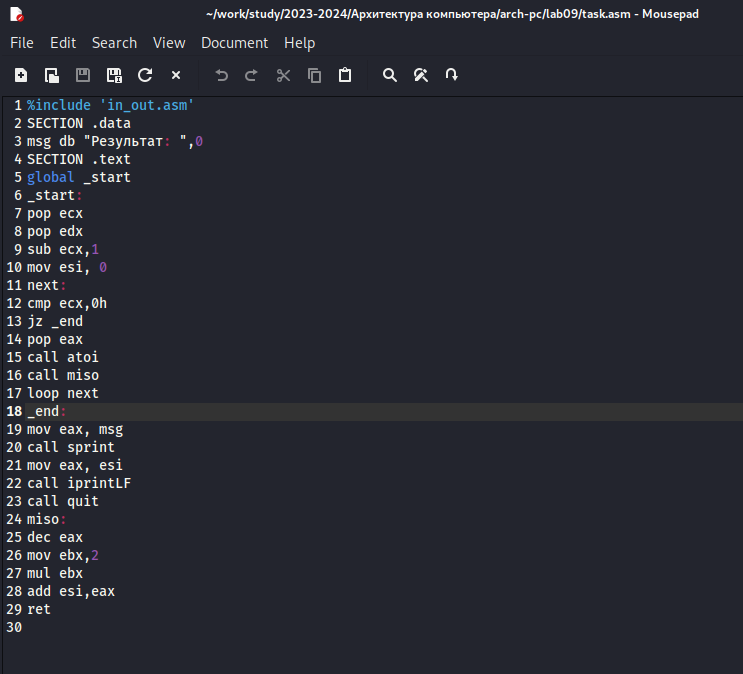 ~/work/study/2023-2024/Архитектура компьютера/arch-pc/lab09/task.asm - Mousepad
File Edit Search View Document Help
1 %include 'in_out.asm'
2 SECTION .data
3 msg db "Результат: ",0
4 SECTION .text
5 global _start
6 _start:
7 pop ecx
8 pop edx
9 sub ecx,1
10 mov esi, 0
11 next:
12 cmp ecx,0h
13 jz _end
14 pop eax
15 call atoi
16 call miso
17 loop next
18 _end:
19 mov eax, msg
20 call sprint
21 mov eax, esi
22 call iprintLF
23 call quit
24 miso:
25 dec eax
26 mov ebx,2
27 mul ebx
28 add esi,eax
29 ret
30